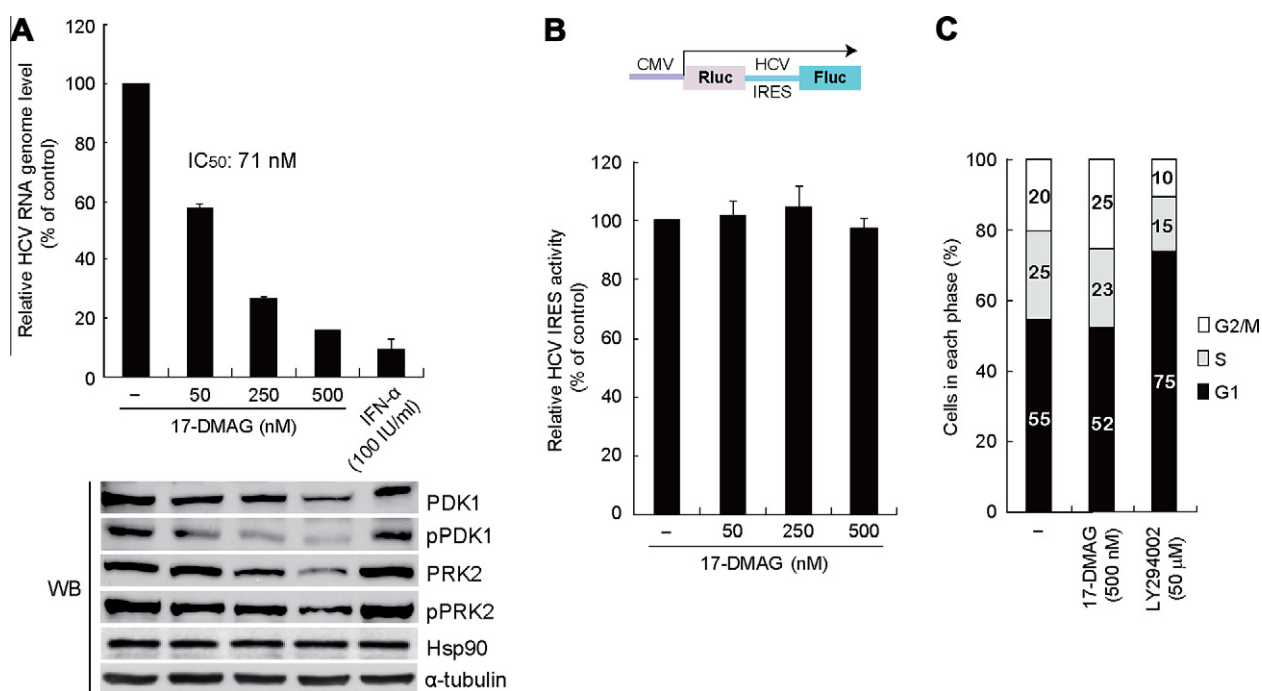 A
Relative HCV RNA genome level
(% of control)
120
100
80
60
40
20
0
IC50: 71 nM
–
50
250
500
17-DMAG (nM)
IFN-α
(100 IU/ml)
WB
PDK1
pPDK1
PRK2
pPRK2
Hsp90
α-tubulin
B
CMV
Rluc
HCV
IRES
Fluc
Relative HCV IRES activity
(% of control)
120
100
80
60
40
20
0
–
50
250
500
17-DMAG (nM)
C
Cells in each phase (%)
100
80
60
40
20
0
20
25
55
25
23
52
10
15
75
G2/M
S
G1
–
17-DMAG
(500 nM)
LY294002
(50 μM)